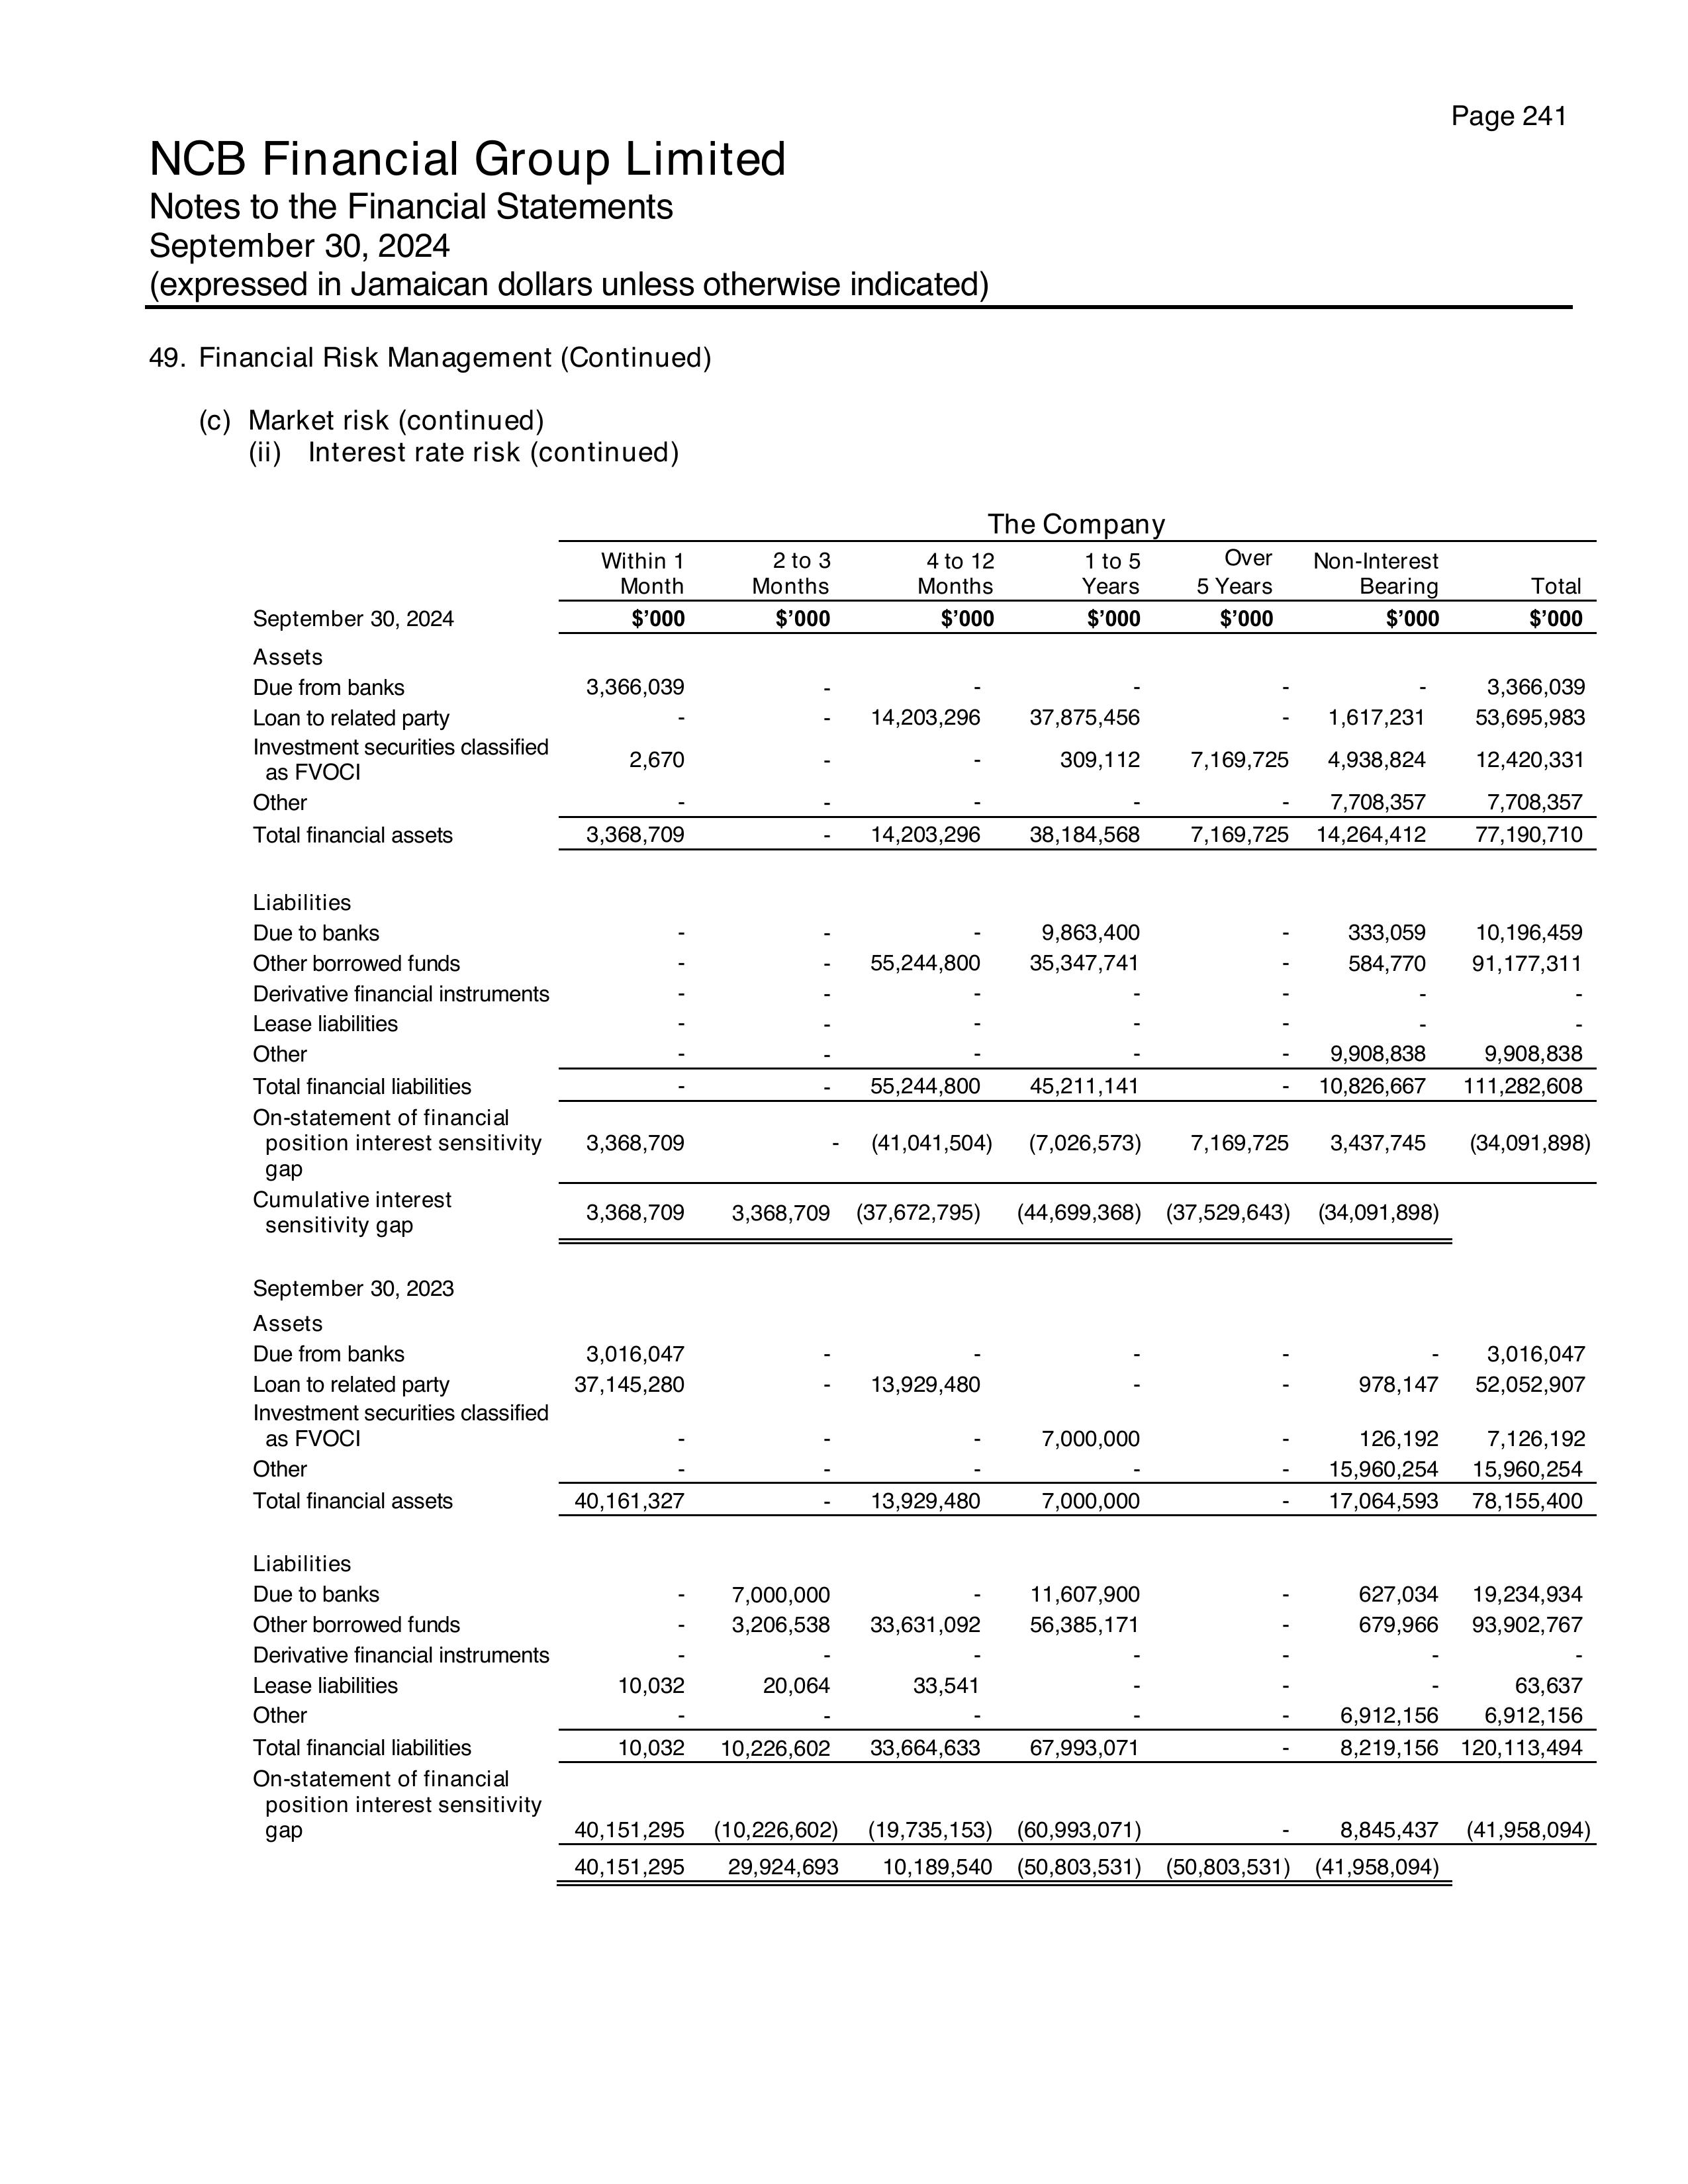 Page 241
NCB Financial Group Limited
Notes to the Financial Statements
September 30, 2024
(expressed in Jamaican dollars unless otherwise indicated)
49. Financial Risk Management (Continued)
(c) Market risk (continued)
(ii) Interest rate risk (continued)
The Company
Within 1 2 to 3 4 to 12 1 to 5 Over Non-Interest
Month Months Months Years 5 Years Bearing Total
September 30, 2024 $’000 $’000 $’000 $’000 $’000 $’000 $’000
Assets
Due from banks 3,366,039 - - - - - 3,366,039
Loan to related party - - 14,203,296 37,875,456 - 1,617,231 53,695,983
Investment securities classified
as FVOCI 2,670 - - 309,112 7,169,725 4,938,824 12,420,331
Other - - - - - 7,708,357 7,708,357
Total financial assets 3,368,709 - 14,203,296 38,184,568 7,169,725 14,264,412 77,190,710
Liabilities
Due to banks - - - 9,863,400 - 333,059 10,196,459
Other borrowed funds - - 55,244,800 35,347,741 - 584,770 91,177,311
Derivative financial instruments - - - - - - -
Lease liabilities - - - - - - -
Other - - - - - 9,908,838 9,908,838
Total financial liabilities - - 55,244,800 45,211,141 - 10,826,667 111,282,608
On-statement of financial
position interest sensitivity 3,368,709 - (41,041,504) (7,026,573) 7,169,725 3,437,745 (34,091,898)
gap
Cumulative interest
sensitivity gap 3,368,709 3,368,709 (37,672,795) (44,699,368) (37,529,643) (34,091,898)
September 30, 2023
Assets
Due from banks 3,016,047 - - - - - 3,016,047
Loan to related party 37,145,280 - 13,929,480 - - 978,147 52,052,907
Investment securities classified
as FVOCI - - - 7,000,000 - 126,192 7,126,192
Other - - - - - 15,960,254 15,960,254
Total financial assets 40,161,327 - 13,929,480 7,000,000 - 17,064,593 78,155,400
Liabilities
Due to banks - 7,000,000 - 11,607,900 - 627,034 19,234,934
Other borrowed funds - 3,206,538 33,631,092 56,385,171 - 679,966 93,902,767
Derivative financial instruments - - - - - - -
Lease liabilities 10,032 20,064 33,541 - - - 63,637
Other - - - - - 6,912,156 6,912,156
Total financial liabilities 10,032 10,226,602 33,664,633 67,993,071 - 8,219,156 120,113,494
On-statement of financial
position interest sensitivity
gap 40,151,295 (10,226,602) (19,735,153) (60,993,071) - 8,845,437 (41,958,094)
40,151,295 29,924,693 10,189,540 (50,803,531) (50,803,531) (41,958,094)